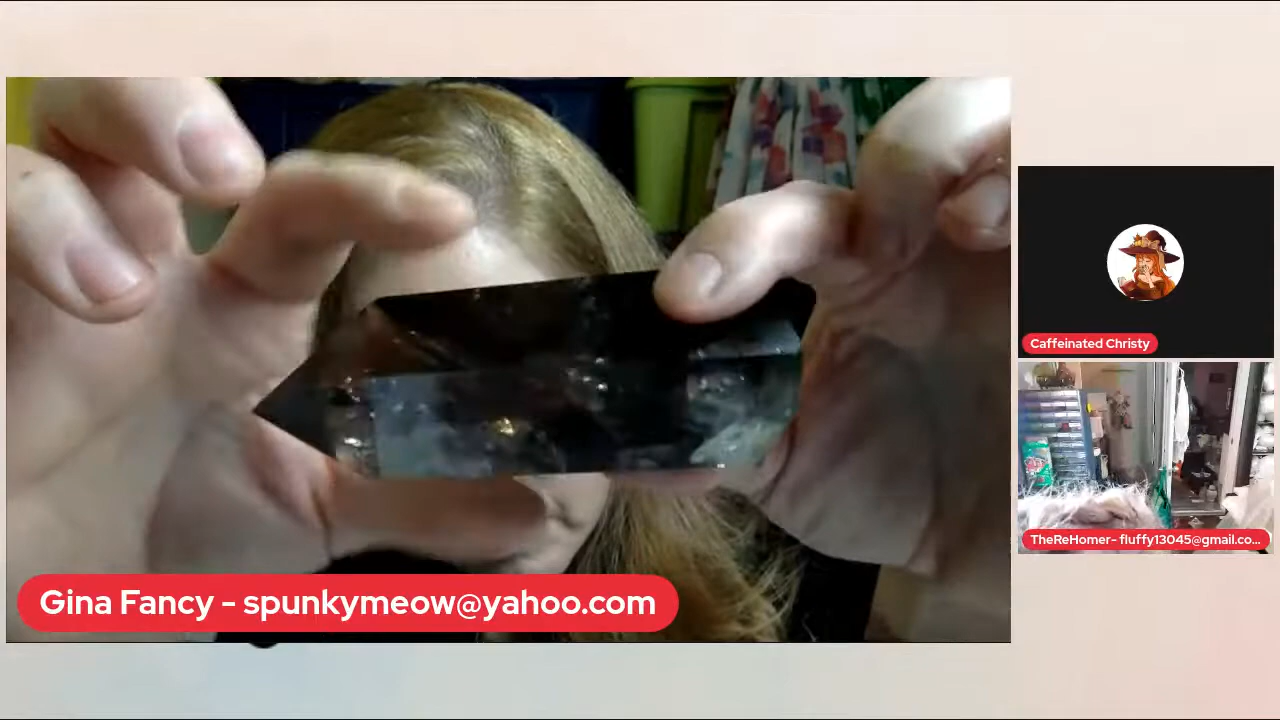 Caffeinated Christy
TheReHomer- fluffy13045@gmail.co...
Gina Fancy - spunkymeow@yahoo.com